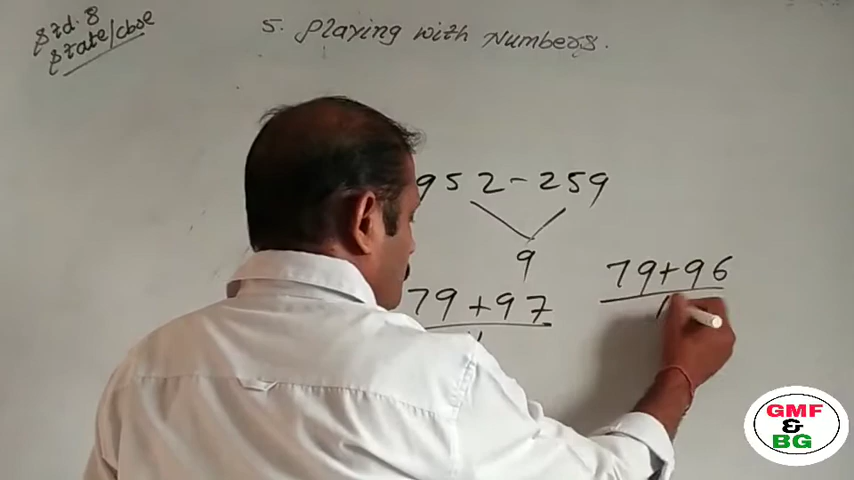 Std. 8
State/cbse
5. Playing with Numbers.
952-259
9
79+96
79+97
GMF
&
BG